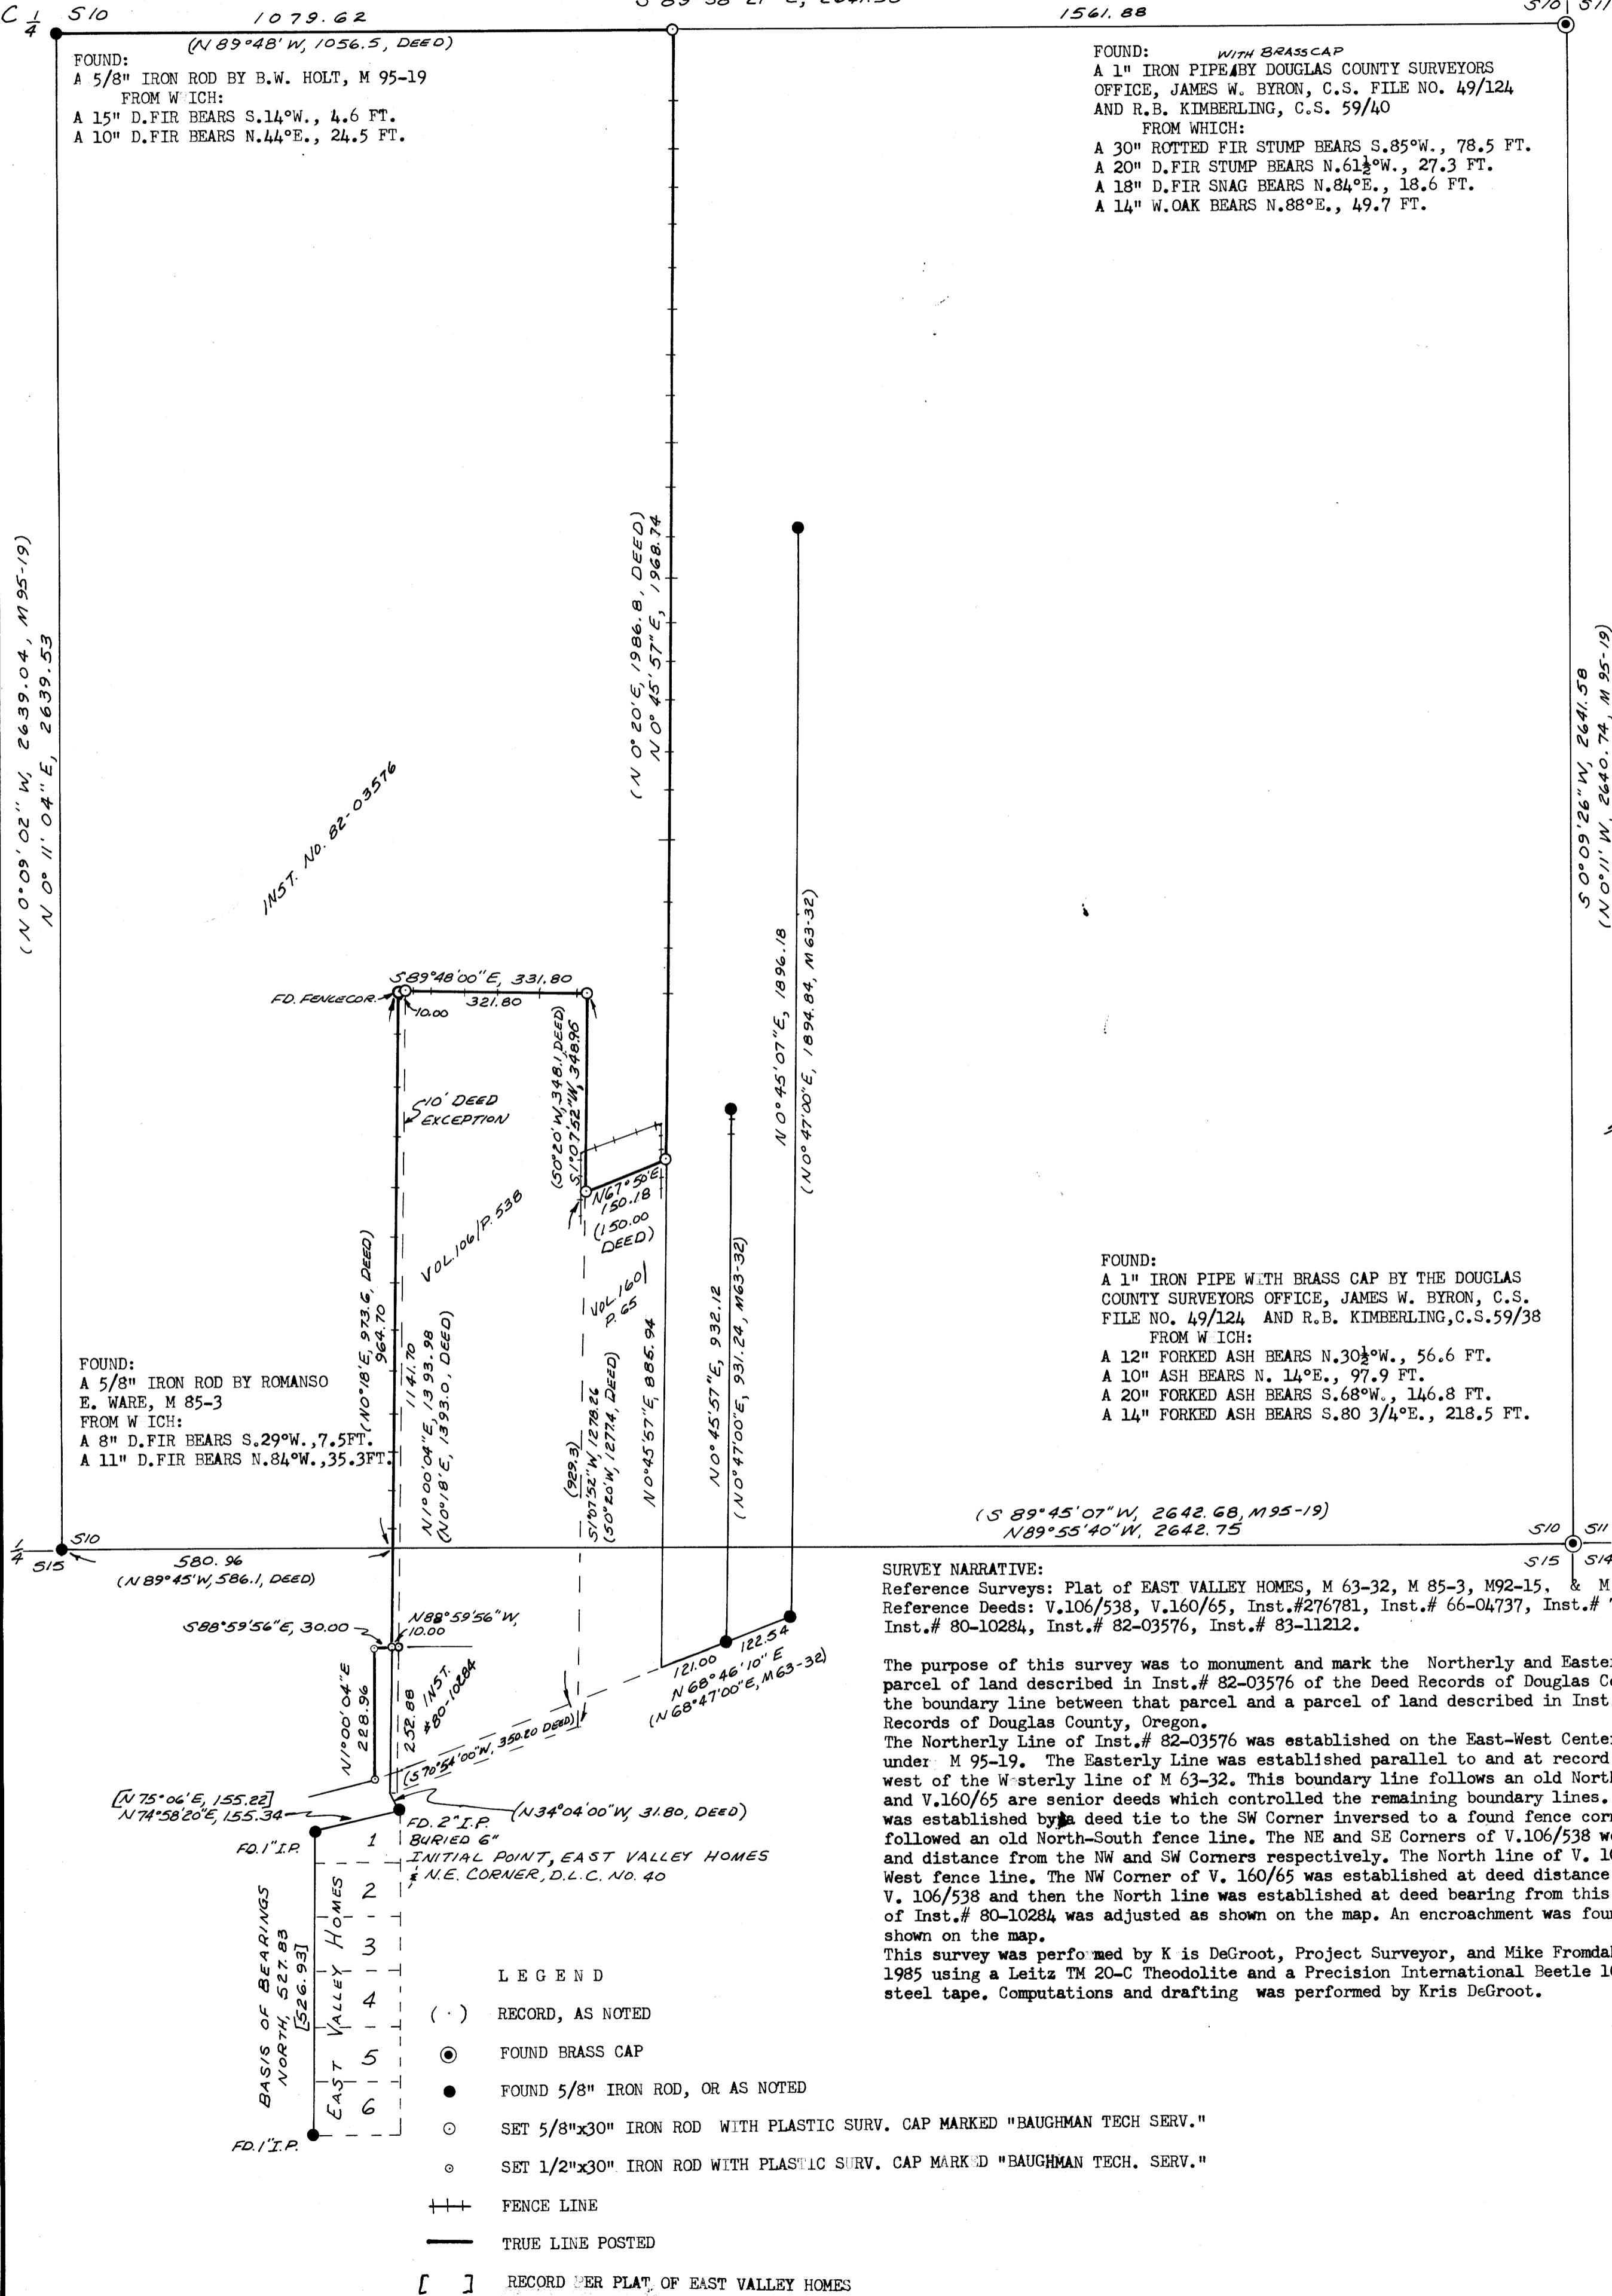 C 1/4 S10
1079.62
(N 89°48' W, 1056.5, DEED)
1561.88
S10 S11
FOUND:
A 5/8" IRON ROD BY B.W. HOLT, M 95-19
FROM W ICH:
A 15" D.FIR BEARS S.14°W., 4.6 FT.
A 10" D.FIR BEARS N.44°E., 24.5 FT.
FOUND:
WITH BRASS CAP
A 1" IRON PIPE BY DOUGLAS COUNTY SURVEYORS
OFFICE, JAMES W. BYRON, C.S. FILE NO. 49/124
AND R.B. KIMBERLING, C.S. 59/40
FROM WHICH:
A 30" ROTTED FIR STUMP BEARS S.85°W., 78.5 FT.
A 20" D.FIR STUMP BEARS N.61½°W., 27.3 FT.
A 18" D.FIR SNAG BEARS N.84°E., 18.6 FT.
A 14" W.OAK BEARS N.88°E., 49.7 FT.
(N 0°09'02" W, 2639.04, M 95-19)
N 0° 11' 04" E, 2639.53
(N 0° 20' E, 1986.8, DEED)
N 0° 45' 57" E, 1968.74
S 0°09'26" W, 2641.58
(N 0°11' W, 2640.74, M 95-19)
INST. NO. 82-03576
N 0°45'07" E, 1896.18
(N 0°47'00" E, 1894.84, M 63-32)
S89°48'00"E, 331.80
FD. FENCE COR.
10.00
321.80
(S0°20' W, 348.1, DEED)
S1°07'52"W, 348.96
10' DEED
EXCEPTION
N67°50'E
150.18
(150.00
DEED)
VOL 106/P. 538
VOL 160/
P. 65
(N0°18'E, 973.6, DEED)
964.70
1141.70
N1°00'04"E, 1393.98
(N0°18'E, 1393.0, DEED)
(929.3)
S1°07'52"W, 1278.26
(S0°20'W, 1277.4, DEED)
N0°45'57"E, 885.94
N0°45'57"E, 932.12
(N0°47'00"E, 931.24, M63-32)
FOUND:
A 1" IRON PIPE W TH BRASS CAP BY THE DOUGLAS
COUNTY SURVEYORS OFFICE, JAMES W. BYRON, C.S.
FILE NO. 49/124 AND R.B. KIMBERLING,C.S.59/38
FROM W ICH:
A 12" FORKED ASH BEARS N.30½°W., 56.6 FT.
A 10" ASH BEARS N. 14°E., 97.9 FT.
A 20" FORKED ASH BEARS S.68°W., 146.8 FT.
A 14" FORKED ASH BEARS S.80 3/4°E., 218.5 FT.
FOUND:
A 5/8" IRON ROD BY ROMANSO
E. WARE, M 85-3
FROM W ICH:
A 8" D.FIR BEARS S.29°W.,7.5FT.
A 11" D.FIR BEARS N.84°W.,35.3FT.
(S 89°45'07"W, 2642.68, M95-19)
N89°55'40"W, 2642.75
1/4 S10
S15
580.96
(N 89°45'W, 586.1, DEED)
S10 S11
S15 S14
S88°59'56"E, 30.00
N88°59'56"W,
10.00
N1°00'04"E
228.96
252.88
INST.
#80-10284
(S70°54'00"W, 350.20 DEED)
121.00
122.54
N 68°46'10" E
(N 68°47'00"E, M63-32)
[N 75°06'E, 155.22]
N 74°58'20"E, 155.34
(N34°04'00"W, 31.80, DEED)
FD. 2" I.P.
BURIED 6"
INITIAL POINT, EAST VALLEY HOMES
& N.E. CORNER, D.L.C. NO. 40
FD. 1" I.P.
1
2
3
4
5
6
EAST VALLEY HOMES
BASIS OF BEARINGS
NORTH, 527.83
[526.93]
FD. 1" I.P.
SURVEY NARRATIVE:
Reference Surveys: Plat of EAST VALLEY HOMES, M 63-32, M 85-3, M92-15, & M
Reference Deeds: V.106/538, V.160/65, Inst.#276781, Inst.# 66-04737, Inst.#
Inst.# 80-10284, Inst.# 82-03576, Inst.# 83-11212.
The purpose of this survey was to monument and mark the Northerly and Easte
parcel of land described in Inst.# 82-03576 of the Deed Records of Douglas C
the boundary line between that parcel and a parcel of land described in Inst
Records of Douglas County, Oregon.
The Northerly Line of Inst.# 82-03576 was established on the East-West Cente
under M 95-19. The Easterly Line was established parallel to and at record
west of the W sterly line of M 63-32. This boundary line follows an old Nort
and V.160/65 are senior deeds which controlled the remaining boundary lines.
was established by a deed tie to the SW Corner inversed to a found fence cor
followed an old North-South fence line. The NE and SE Corners of V.106/538 w
and distance from the NW and SW Corners respectively. The North line of V. 1
West fence line. The NW Corner of V. 160/65 was established at deed distance
V. 106/538 and then the North line was established at deed bearing from this
of Inst.# 80-10284 was adjusted as shown on the map. An encroachment was fou
shown on the map.
This survey was perfo med by K is DeGroot, Project Surveyor, and Mike Fromda
1985 using a Leitz TM 20-C Theodolite and a Precision International Beetle 1
steel tape. Computations and drafting was performed by Kris DeGroot.
LEGEND
( ) RECORD, AS NOTED
FOUND BRASS CAP
FOUND 5/8" IRON ROD, OR AS NOTED
SET 5/8"x30" IRON ROD WITH PLASTIC SURV. CAP MARKED "BAUGHMAN TECH SERV."
SET 1/2"x30" IRON ROD WITH PLASTIC SURV. CAP MARK D "BAUGHMAN TECH. SERV."
FENCE LINE
TRUE LINE POSTED
[ ] RECORD PER PLAT OF EAST VALLEY HOMES